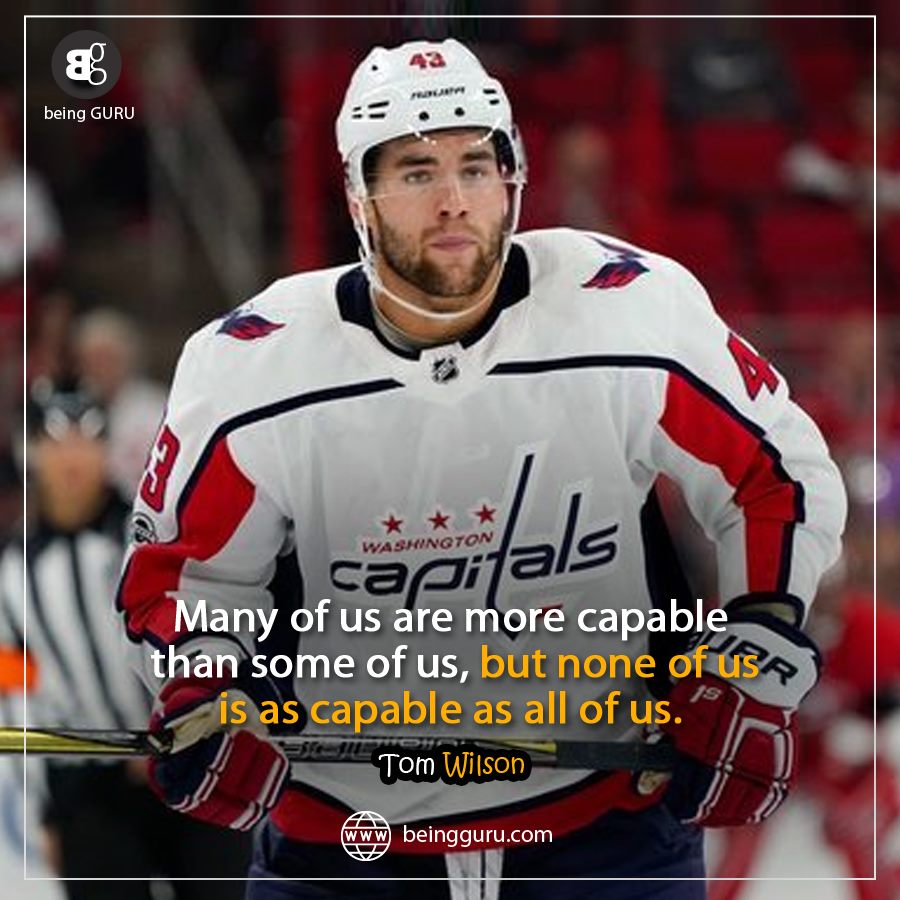 43
BAUER
Bg
being GURU
43
43
WASHINGTON
capitals
Many of us are more capable
than some of us, but none of us
is as capable as all of us.
1S
Tom Wilson
www beingguru.com